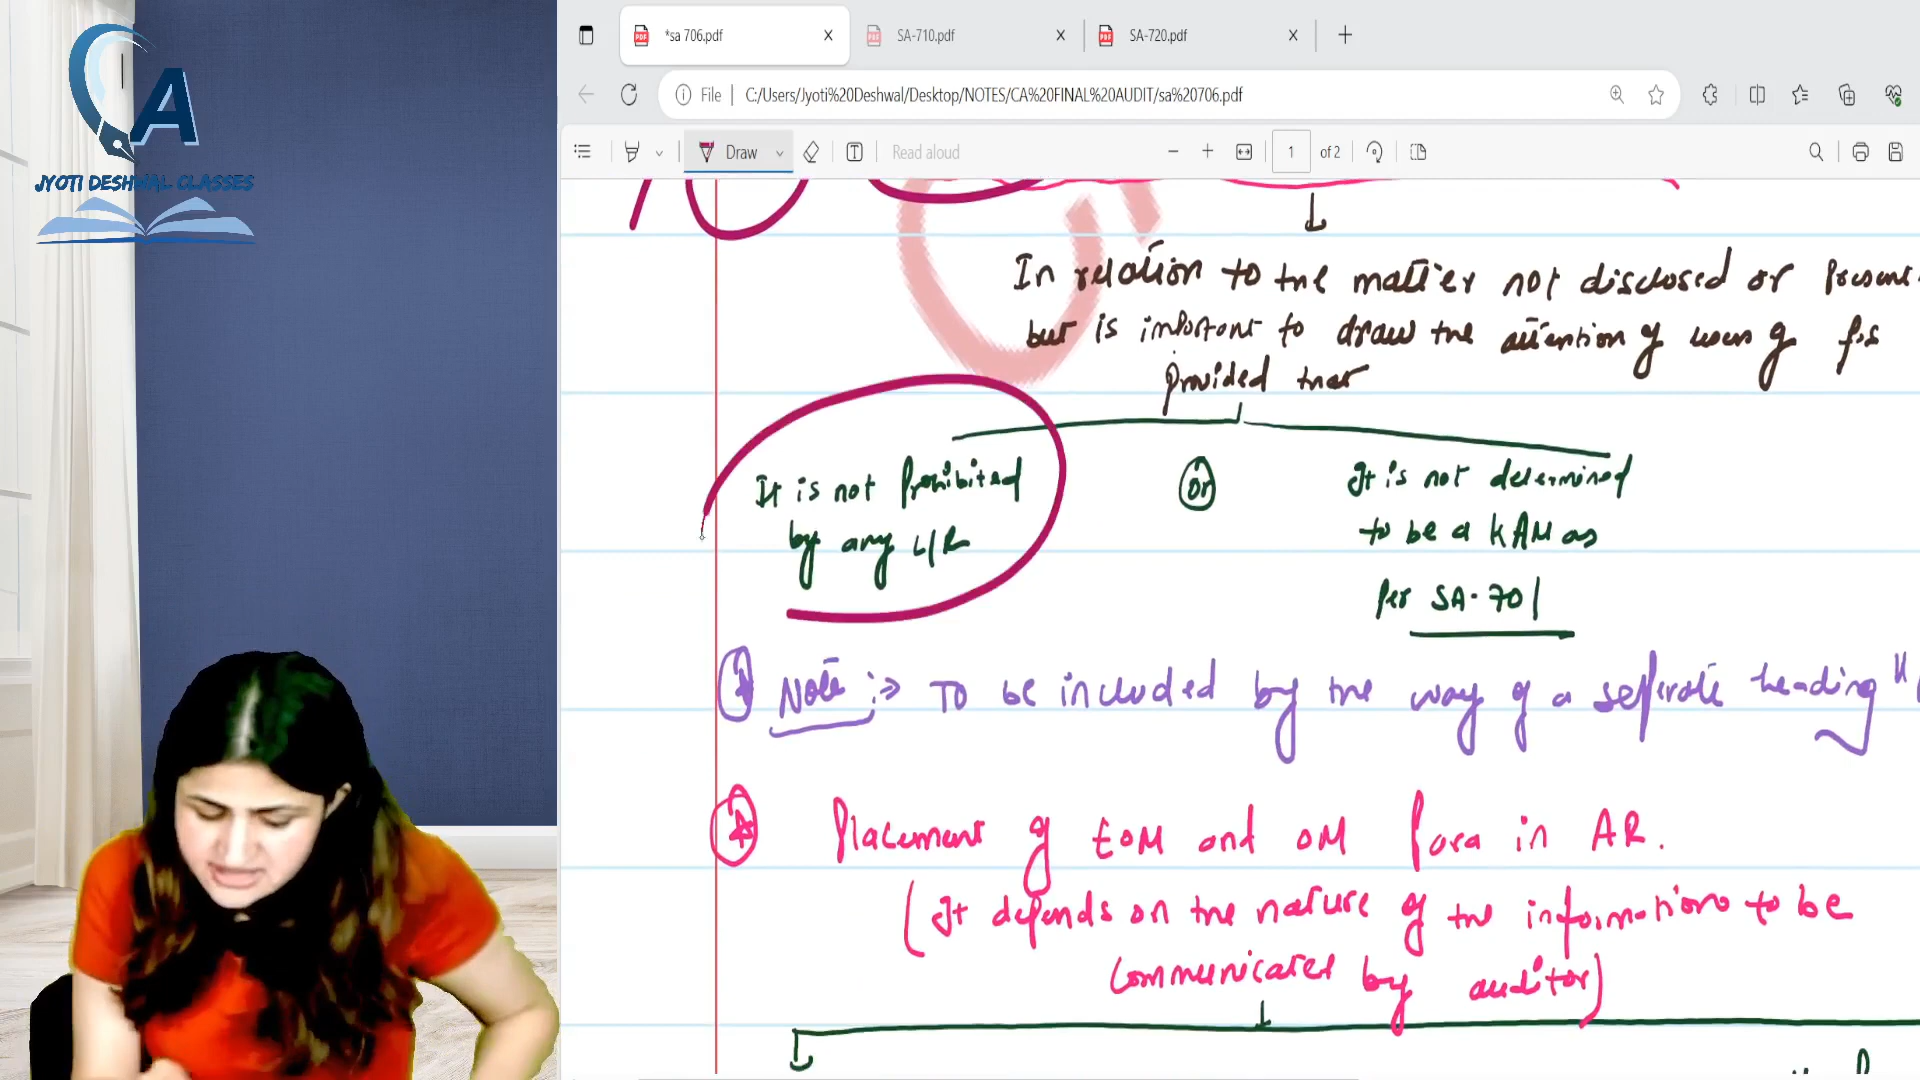 *sa 706.pdf
SA-710.pdf
SA-720.pdf
File
C:/Users/Jyoti%20Deshwal/Desktop/NOTES/CA%20FINAL%20AUDIT/sa%20706.pdf
Draw
Read aloud
1 of 2
CA
JYOTI DESHWAL CLASSES
In relation to the matter not disclosed or present
but is important to draw the attention of users of f.s
provided that
It is not Prohibited
by any L/R
or
It is not determined
to be a KAM as
Per SA-701
Note :-> To be included by the way of a seperate heading "
Placement of EOM and OM Para in AR.
(It depends on the nature of the informations to be
communicated by auditor)